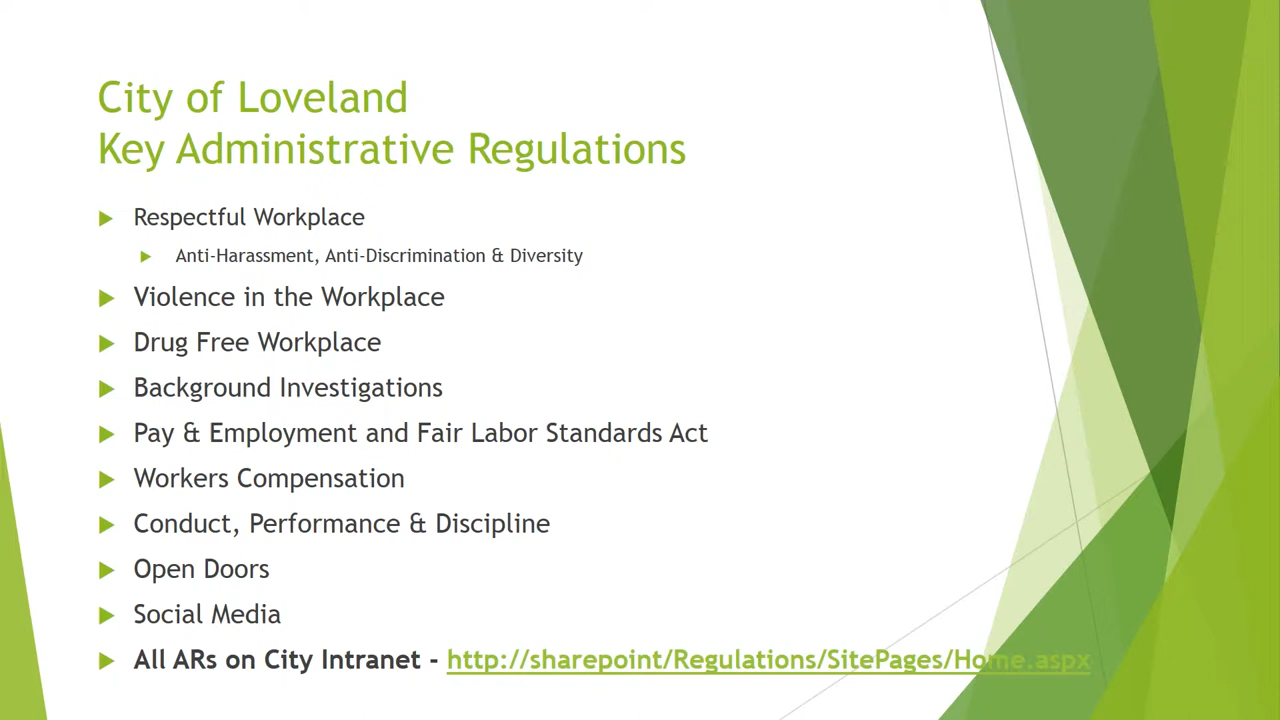 City of Loveland
Key Administrative Regulations
Respectful Workplace
Anti-Harassment, Anti-Discrimination & Diversity
Violence in the Workplace
Drug Free Workplace
Background Investigations
Pay & Employment and Fair Labor Standards Act
Workers Compensation
Conduct, Performance & Discipline
Open Doors
Social Media
All ARs on City Intranet - http://sharepoint/Regulations/SitePages/Home.aspx